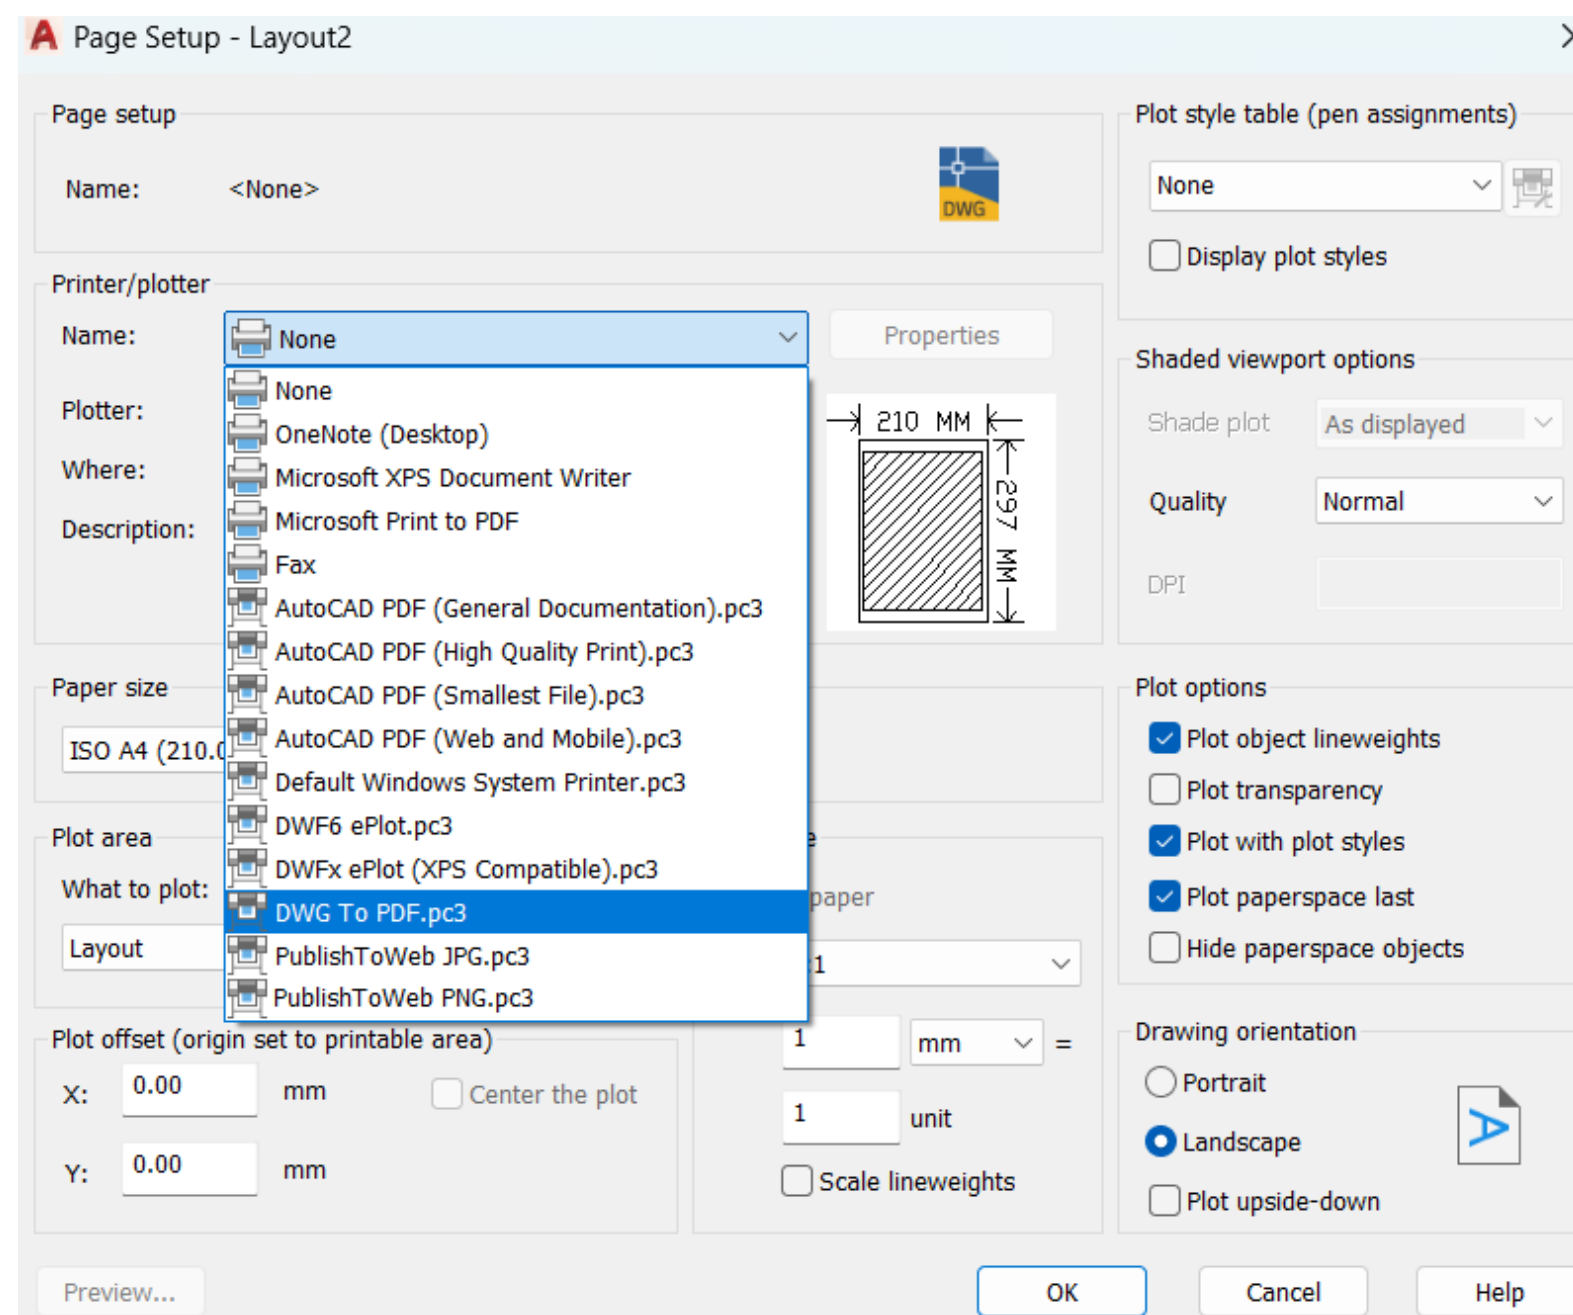 Page Setup - Layout2
Page setup
Name: <None>
DWG
Plot style table (pen assignments)
None
Display plot styles
Printer/plotter
Name: None
Properties
Plotter:
Where:
Description:
None
OneNote (Desktop)
Microsoft XPS Document Writer
Microsoft Print to PDF
Fax
AutoCAD PDF (General Documentation).pc3
AutoCAD PDF (High Quality Print).pc3
AutoCAD PDF (Smallest File).pc3
AutoCAD PDF (Web and Mobile).pc3
Default Windows System Printer.pc3
DWF6 ePlot.pc3
DWFx ePlot (XPS Compatible).pc3
DWG To PDF.pc3
PublishToWeb JPG.pc3
PublishToWeb PNG.pc3
210 MM
297 MM
Shaded viewport options
Shade plot As displayed
Quality Normal
DPI
Paper size
ISO A4 (210.0
Plot options
Plot object lineweights
Plot transparency
Plot with plot styles
Plot paperspace last
Hide paperspace objects
Plot area
What to plot:
Layout
paper
:1
1 mm =
1 unit
Scale lineweights
Plot offset (origin set to printable area)
X: 0.00 mm
Center the plot
Y: 0.00 mm
Drawing orientation
Portrait
Landscape
Plot upside-down
A
Preview...
OK
Cancel
Help